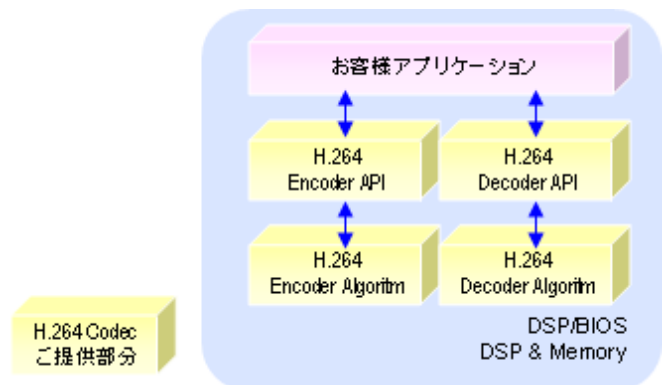 お客様アプリケーション
H.264
Encoder API
H.264
Decoder API
H.264
Encoder Algoritm
H.264
Decoder Algoritm
H.264 Codec
ご提供部分
DSP/BIOS
DSP & Memory